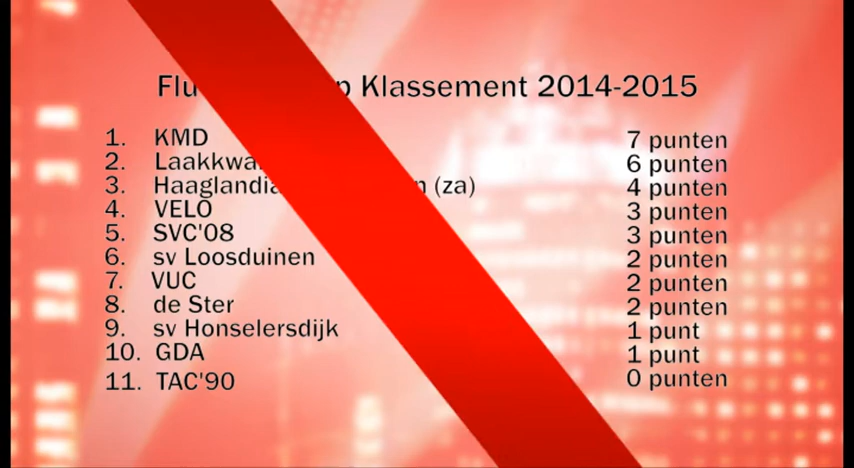 Klassement 2014-2015
1. KMD 7 punten
2. 6 punten
3. (za) 4 punten
4. VELO 3 punten
5. SVC'08 3 punten
6. sv Loosduinen 2 punten
7. VUC 2 punten
8. de Ster 2 punten
9. sv Honselersdijk 1 punt
10. GDA 1 punt
11. TAC'90 0 punten